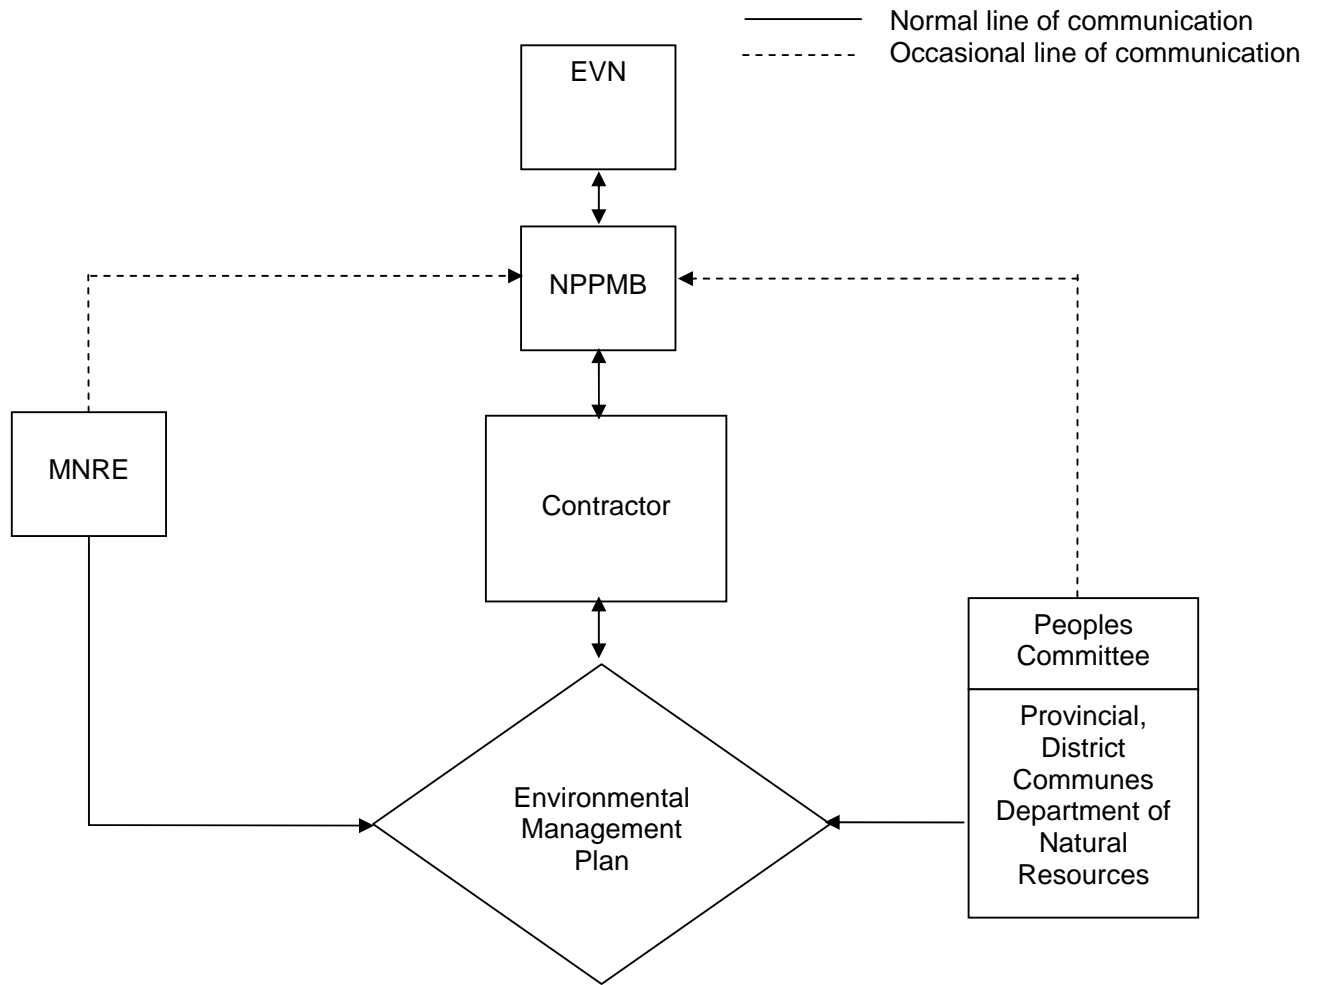 Normal line of communication
Occasional line of communication
EVN
NPPMB
MNRE
Contractor
Peoples
Committee
Provincial,
District
Communes
Department of
Natural
Resources
Environmental
Management
Plan